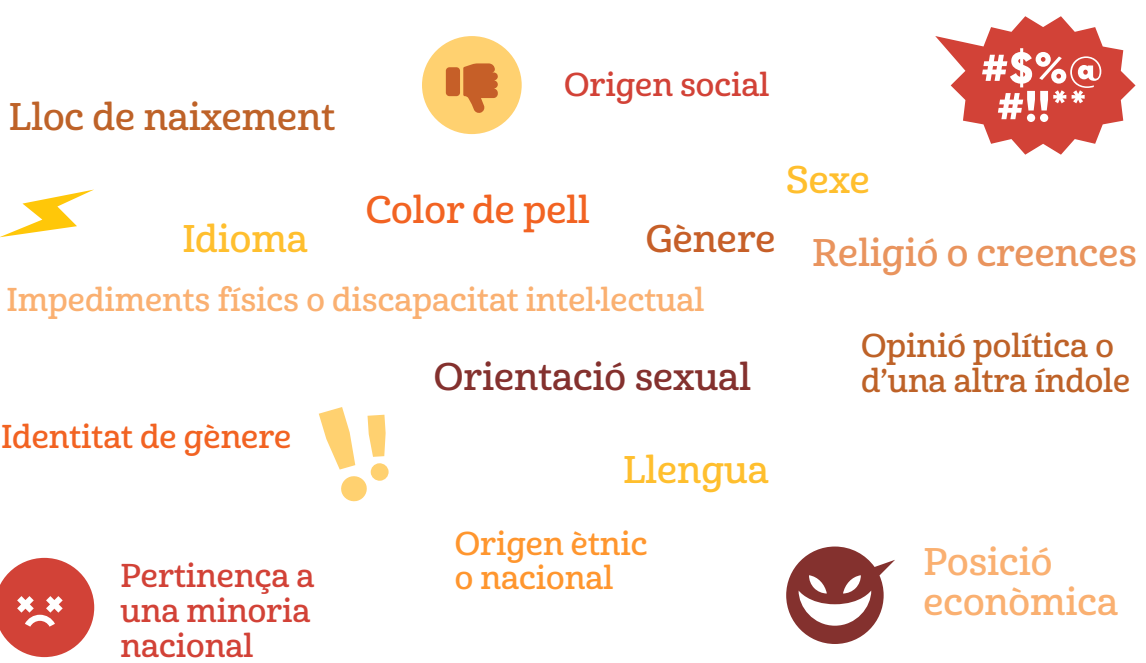 Origen social
#$%@
#!!**
Lloc de naixement
Sexe
Color de pell
Idioma
Gènere
Religió o creences
Impediments físics o discapacitat intel·lectual
Opinió política o
d'una altra índole
Orientació sexual
Identitat de gènere
!!
Llengua
Origen ètnic
o nacional
Pertinença a
una minoria
nacional
Posició
econòmica